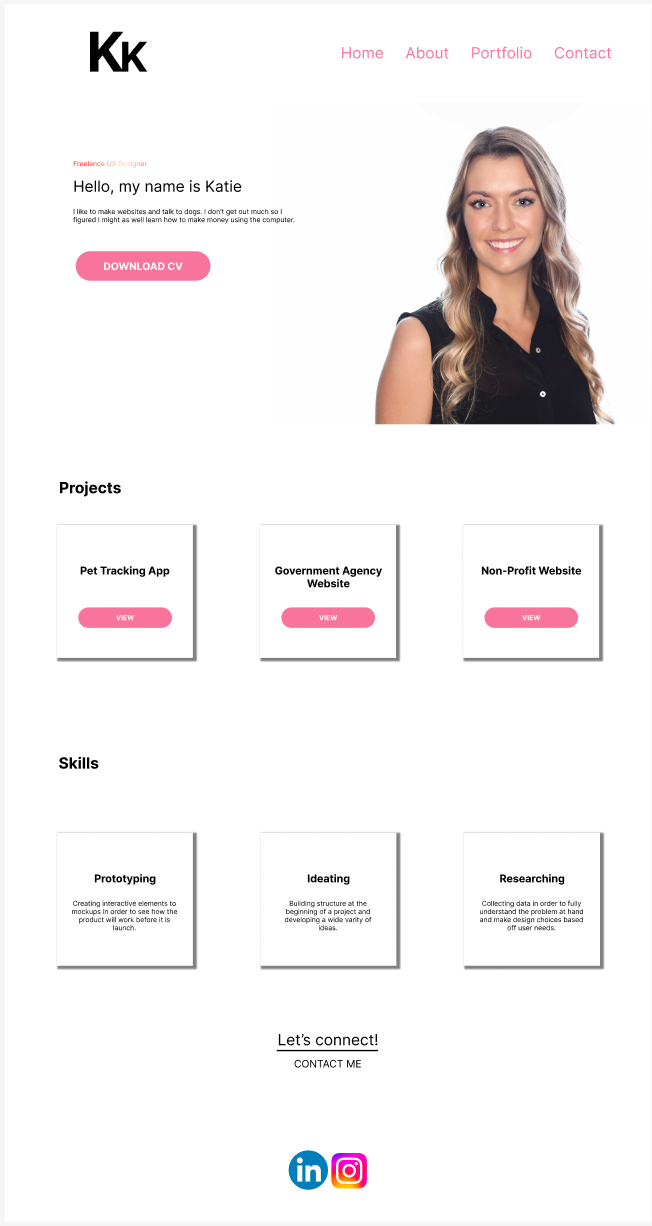 KK
Home About Portfolio Contact
Freelance UX Designer
Hello, my name is Katie
I like to make websites and talk to dogs. I don't get out much so I
figured I might as well learn how to make money using the computer.
DOWNLOAD CV
Projects
Pet Tracking App
VIEW
Government Agency
Website
VIEW
Non-Profit Website
VIEW
Skills
Prototyping
Creating interactive elements to
mockups in order to see how the
product will work before it is
launch.
Ideating
Building structure at the
beginning of a project and
developing a wide varity of
ideas.
Researching
Collecting data in order to fully
understand the problem at hand
and make design choices based
off user needs.
Let's connect!
CONTACT ME
in